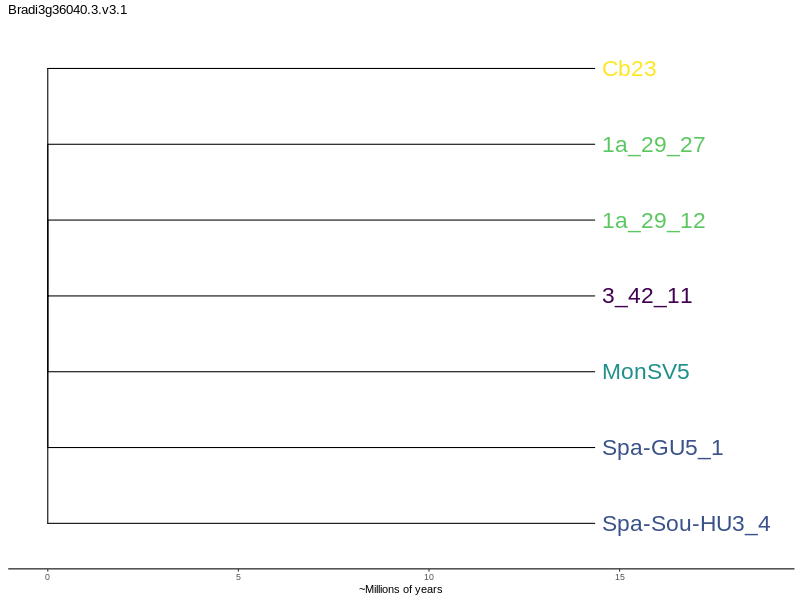 Bradi3g36040.3.v3.1
Cb23
1a_29_27
1a_29_12
3_42_11
MonSV5
Spa-GU5_1
Spa-Sou-HU3_4
0 5 10 15
~Millions of years